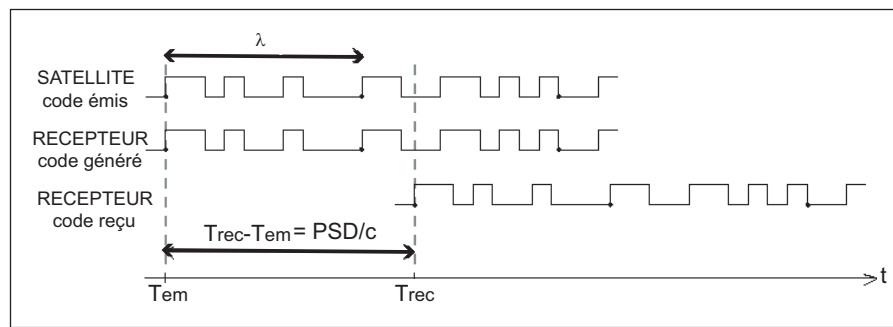 λ
SATELLITE
code émis
RECEPTEUR
code généré
RECEPTEUR
code reçu
Trec-Tem = PSD/c
t
Tem
Trec